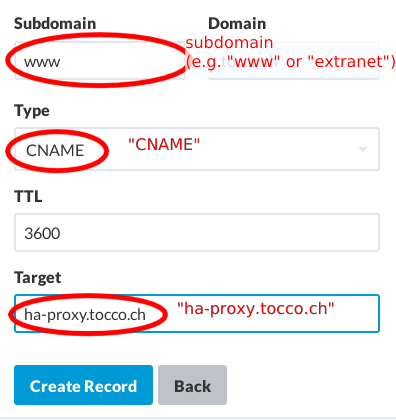 Subdomain Domain
www
subdomain
(e.g. "www" or "extranet")
Type
CNAME "CNAME"
TTL
3600
Target
ha-proxy.tocco.ch "ha-proxy.tocco.ch"
Create Record Back